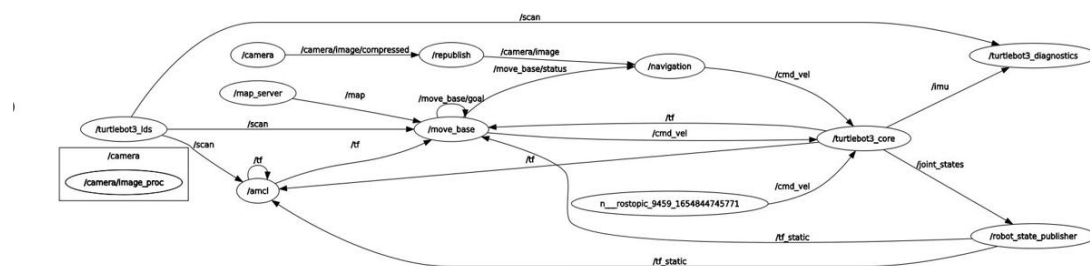 /scan
/camera
/camera/image/compressed
/republish
/camera/image
/navigation
/turtlebot3_diagnostics
/move_base/status
/cmd_vel
/imu
/map_server
/map
/move_base/goal
/turtlebot3_lds
/scan
/move_base
/tf
/cmd_vel
/turtlebot3_core
/scan
/tf
/tf
/tf
/joint_states
/camera
/camera/image_proc
/amcl
/cmd_vel
n___rostopic_9459_1654844745771
/tf_static
/robot_state_publisher
/tf_static